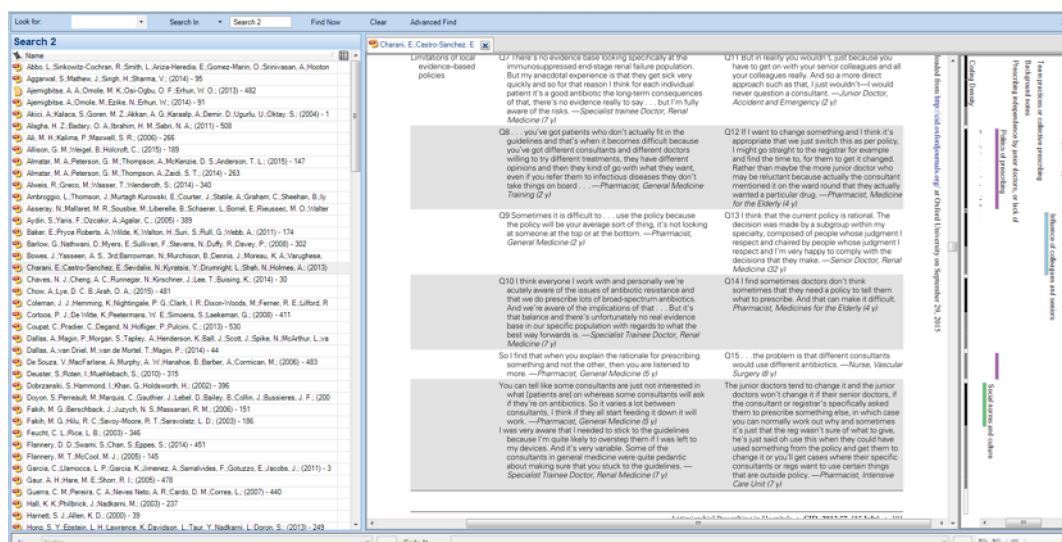 Look for:
Search In
Search 2
Find Now
Clear
Advanced Find
Search 2
Name
Abbo, L.;Sinkowitz-Cochran, R.;Smith, L.;Ariza-Heredia, E.;Gomez-Marin, O.;Srinivasan, A.;Hooton
Aggarwal, S.;Mathew, J.;Singh, H.;Sharma, V.; (2014) - 95
Ajemigbitse, A. A.;Omole, M. K.;Osi-Ogbu, O. F.;Erhun, W. O.; (2013) - 482
Ajemigbitse, A.;Omole, M.;Ezike, N.;Erhun, W.; (2014) - 91
Akici, A.;Kalaca, S.;Goren, M. Z.;Akkan, A. G.;Karaalp, A.;Demir, D.;Ugurlu, U.;Oktay, S.; (2004) - 1
Alagha, H. Z.;Badary, O. A.;Ibrahim, H. M.;Sabri, N. A.; (2011) - 508
Ali, M. H.;Kalima, P.;Maxwell, S. R.; (2006) - 266
Allison, G. M.;Weigel, B.;Holcroft, C.; (2015) - 189
Almatar, M. A.;Peterson, G. M.;Thompson, A.;McKenzie, D. S.;Anderson, T. L.; (2015) - 147
Almatar, M. A.;Peterson, G. M.;Thompson, A.;Zaidi, S. T.; (2014) - 263
Alweis, R.;Greco, M.;Wasser, T.;Wenderoth, S.; (2014) - 340
Ambroggio, L.;Thomson, J.;Murtagh Kurowski, E.;Courter, J.;Statile, A.;Graham, C.;Sheehan, B.;Iy
Asseray, N.;Mallaret, M. R.;Sousbie, M.;Liberelle, B.;Schaerer, L.;Borrel, E.;Rieussec, M. O.;Walter
Aydin, S.;Yaris, F.;Ozcakir, A.;Agalar, C.; (2005) - 389
Baker, E.;Pryce Roberts, A.;Wilde, K.;Walton, H.;Suri, S.;Rull, G.;Webb, A.; (2011) - 174
Barlow, G.;Nathwani, D.;Myers, E.;Sullivan, F.;Stevens, N.;Duffy, R.;Davey, P.; (2008) - 302
Bowes, J.;Yasseen, A. S. 3rd;Barrowman, N.;Murchison, B.;Dennis, J.;Moreau, K. A.;Varughese,
Charani, E.;Castro-Sanchez, E.;Sevdalis, N.;Kyratsis, Y.;Drumright, L.;Shah, N.;Holmes, A.; (2013)
Chaves, N. J.;Cheng, A. C.;Runnegar, N.;Kirschner, J.;Lee, T.;Buising, K.; (2014) - 30
Chow, A.;Lye, D. C. B.;Arah, O. A.; (2015) - 481
Coleman, J. J.;Hemming, K.;Nightingale, P. G.;Clark, I. R.;Dixon-Woods, M.;Ferner, R. E.;Lilford, R
Cortoos, P. J.;De Witte, K.;Peetermans, W. E.;Simoens, S.;Laekeman, G.; (2008) - 411
Coupat, C.;Pradier, C.;Degand, N.;Hofliger, P.;Pulcini, C.; (2013) - 530
Dallas, A.;Magin, P.;Morgan, S.;Tapley, A.;Henderson, K.;Ball, J.;Scott, J.;Spike, N.;McArthur, L.;va
Dallas, A.;van Driel, M.;van de Mortel, T.;Magin, P.; (2014) - 44
De Souza, V.;MacFarlane, A.;Murphy, A. W.;Hanahoe, B.;Barber, A.;Cormican, M.; (2006) - 483
Deuster, S.;Roten, I.;Muehlebach, S.; (2010) - 315
Dobrzanski, S.;Hammond, I.;Khan, G.;Holdsworth, H.; (2002) - 396
Doyon, S.;Perreault, M.;Marquis, C.;Gauthier, J.;Lebel, D.;Bailey, B.;Collin, J.;Bussieres, J. F.; (200
Fakih, M. G.;Berschback, J.;Juzych, N. S.;Massanari, R. M.; (2006) - 151
Fakih, M. G.;Hilu, R. C.;Savoy-Moore, R. T.;Saravolatz, L. D.; (2003) - 186
Feucht, C. L.;Rice, L. B.; (2003) - 346
Flannery, D. D.;Swami, S.;Chan, S.;Eppes, S.; (2014) - 451
Flannery, M. T.;McCool, M. J.; (2005) - 145
Garcia, C.;Llamocca, L. P.;Garcia, K.;Jimenez, A.;Samalvides, F.;Gotuzzo, E.;Jacobs, J.; (2011) - 3
Gaur, A. H.;Hare, M. E.;Shorr, R. I.; (2005) - 478
Guerra, C. M.;Pereira, C. A.;Neves Neto, A. R.;Cardo, D. M.;Correa, L.; (2007) - 440
Hall, K. K.;Philbrick, J.;Nadkarni, M.; (2003) - 237
Harnett, S. J.;Allen, K. D.; (2000) - 39
Hong, S. Y.;Epstein, L. H.;Lawrence, K.;Davidson, L.;Taur, Y.;Nadkarni, L.;Doron, S.; (2013) - 249
Charani, E.;Castro-Sanchez, E
Limitations of local
evidence-based
policies
Q7 There's no evidence base looking specifically at the
immunosuppressed end-stage renal failure population.
But my anecdotal experience is that they get sick very
quickly and so for that reason I think for each individual
patient it's a good antibiotic the long-term consequences
of that, there's no evidence really to say . . . but I'm fully
aware of the risks. —Specialist trainee Doctor, Renal
Medicine (7 y)
Q11 But in reality you wouldn't, just because you
have to get on with your senior colleagues and all
your colleagues really. And so a more direct
approach such as that, I just wouldn't—I would
never question a consultant. —Junior Doctor,
Accident and Emergency (2 y)
Q8 . . . you've got patients who don't actually fit in the
guidelines and that's when it becomes difficult because
you've got different consultants and different doctors
willing to try different treatments, they have different
opinions and then they kind of go with what they want,
even if you refer them to infectious diseases they don't
take things on board . . . —Pharmacist, General Medicine
Training (2 y)
Q12 If I want to change something and I think it's
appropriate that we just switch this as per policy, I
might go straight to the registrar for example
and find the time to, for them to get it changed.
Rather than maybe the more junior doctor who
may be reluctant because actually the consultant
mentioned it on the ward round that they actually
wanted a particular drug. —Pharmacist, Medicine
for the Elderly (4 y)
Q9 Sometimes it is difficult to . . . use the policy because
the policy will be your average sort of thing, it's not looking
at someone at the top or at the bottom. —Pharmacist,
General Medicine (2 y)
Q13 I think that the current policy is rational. The
decision was made by a subgroup within my
specialty, composed of people whose judgment I
respect and chaired by people whose judgment I
respect and I'm very happy to comply with the
decisions that they make. —Senior Doctor, Renal
Medicine (32 y)
Q10 I think everyone I work with and personally we're
acutely aware of the issues of antibiotic resistance and
that we do prescribe lots of broad-spectrum antibiotics.
And we're aware of the implications of that . . . But it's
that balance and there's unfortunately no real evidence
base in our specific population with regards to what the
best way forwards is. —Specialist Trainee Doctor, Renal
Medicine (7 y)
Q14 I find sometimes doctors don't think
sometimes that they need a policy to tell them
what to prescribe. And that can make it difficult.
Pharmacist, Medicines for the Elderly (4 y)
So I find that when you explain the rationale for prescribing
something and not the other, then you are listened to
more. —Pharmacist, General Medicine (5 y)
Q15 . . .the problem is that different consultants
would use different antibiotics. —Nurse, Vascular
Surgery (8 y)
You can tell like some consultants are just not interested in
what [patients are] on whereas some consultants will ask
if they're on antibiotics. So it varies a lot between
consultants, I think if they all start feeding it down it will
work. —Pharmacist, General Medicine (5 y)
I was very aware that I needed to stick to the guidelines
because I'm quite likely to overstep them if I was left to
my devices. And it's very variable. Some of the
consultants in general medicine were quite pedantic
about making sure that you stuck to the guidelines. —
Specialist Trainee Doctor, Renal Medicine (7 y)
The junior doctors tend to change it and the junior
doctors won't change it if their senior doctors, if
the consultant or registrar's specifically asked
them to prescribe something else, in which case
you can normally work out why and sometimes
it's just that the reg wasn't sure of what to give,
he's just said oh use this when they could have
used something from the policy and get them to
change it or you'll get cases where their specific
consultants or regs want to use certain things
that are outside policy. —Pharmacist, Intensive
Care Unit (7 y)
loaded from http://cid.oxfordjournals.org/ at Oxford University on September 29, 2015
Coding Density
Prescribing independence by junior doctors, or lack of
Background notes
Team practices or collective prescribing
Politics of prescribing
Influence of colleagues and seniors
Social norms and culture